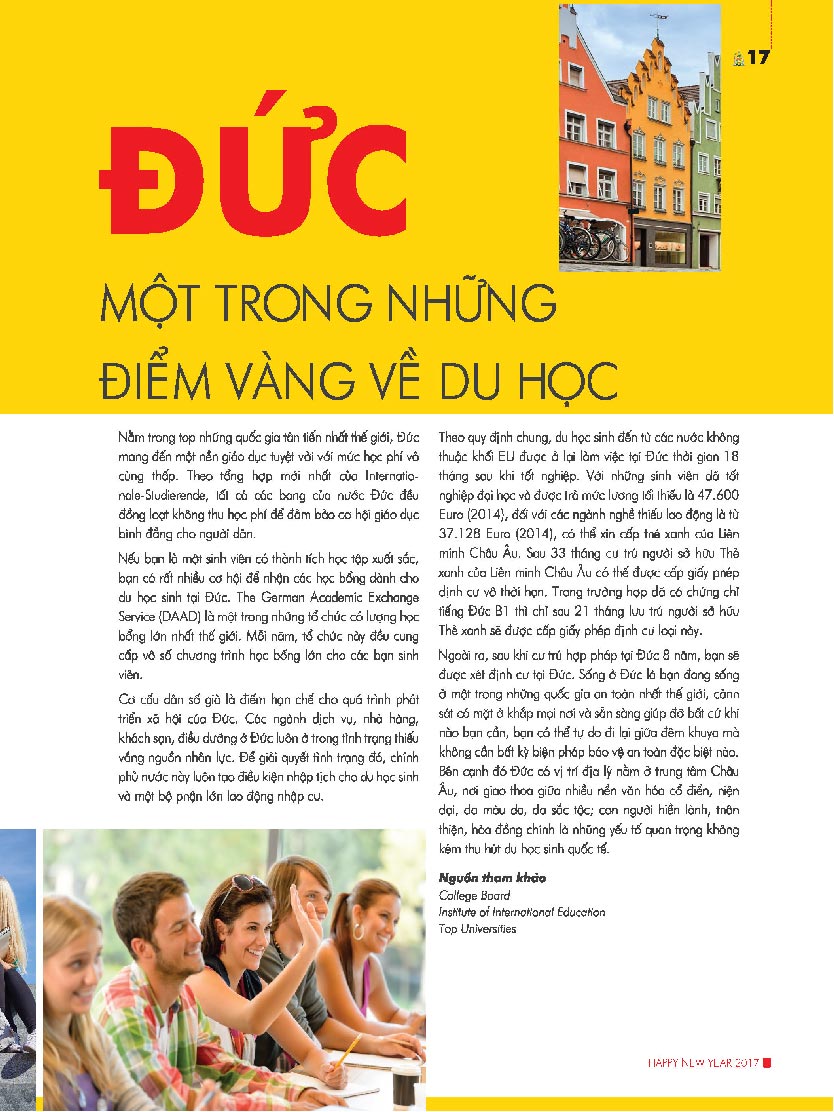 17
ĐỨC
MỘT TRONG NHỮNG
ĐIỂM VÀNG VỀ DU HỌC
Nằm trong top những quốc gia tân tiến nhất thế giới, Đức
mang đến một nền giáo dục tuyệt vời với mức học phí vô
cùng thấp. Theo tổng hợp mới nhất của Internatio-
nale-Studierende, tất cả các bang của nước Đức đều
đồng loạt không thu học phí để đảm bảo cơ hội giáo dục
bình đẳng cho người dân.
Nếu bạn là một sinh viên có thành tích học tập xuất sắc,
bạn có rất nhiều cơ hội để nhận các học bổng dành cho
du học sinh tại Đức. The German Academic Exchange
Service (DAAD) là một trong những tổ chức có lượng học
bổng lớn nhất thế giới. Mỗi năm, tổ chức này đều cung
cấp vô số chương trình học bổng lớn cho các bạn sinh
viên.
Cơ cấu dân số già là điểm hạn chế cho quá trình phát
triển xã hội của Đức. Các ngành dịch vụ, nhà hàng,
khách sạn, điều dưỡng ở Đức luôn ở trong tình trạng thiếu
vắng nguồn nhân lực. Để giải quyết tình trạng đó, chính
phủ nước này luôn tạo điều kiện nhập tịch cho du học sinh
và một bộ phận lớn lao động nhập cư.
Theo quy định chung, du học sinh đến từ các nước không
thuộc khối EU được ở lại làm việc tại Đức thời gian 18
tháng sau khi tốt nghiệp. Với những sinh viên đã tốt
nghiệp đại học và được trả mức lương tối thiểu là 47.600
Euro (2014), đối với các ngành nghề thiếu lao động là từ
37.128 Euro (2014), có thể xin cấp thẻ xanh của Liên
minh Châu Âu. Sau 33 tháng cư trú người sở hữu Thẻ
xanh của Liên minh Châu Âu có thể được cấp giấy phép
định cư vô thời hạn. Trong trường hợp đã có chứng chỉ
tiếng Đức B1 thì chỉ sau 21 tháng lưu trú người sở hữu
Thẻ xanh sẽ được cấp giấy phép định cư loại này.
Ngoài ra, sau khi cư trú hợp pháp tại Đức 8 năm, bạn sẽ
được xét định cư tại Đức. Sống ở Đức là bạn đang sống
ở một trong những quốc gia an toàn nhất thế giới, cảnh
sát có mặt ở khắp mọi nơi và sẵn sàng giúp đỡ bất cứ khi
nào bạn cần, bạn có thể tự do đi lại giữa đêm khuya mà
không cần bất kỳ biện pháp bảo vệ an toàn đặc biệt nào.
Bên cạnh đó Đức có vị trí địa lý nằm ở trung tâm Châu
Âu, nơi giao thoa giữa nhiều nền văn hóa cổ điển, hiện
đại, đa màu da, đa sắc tộc; con người hiền lành, thân
thiện, hòa đồng chính là những yếu tố quan trọng không
kém thu hút du học sinh quốc tế.
Nguồn tham khảo
College Board
Institute of International Education
Top Universities
HAPPY NEW YEAR 2017